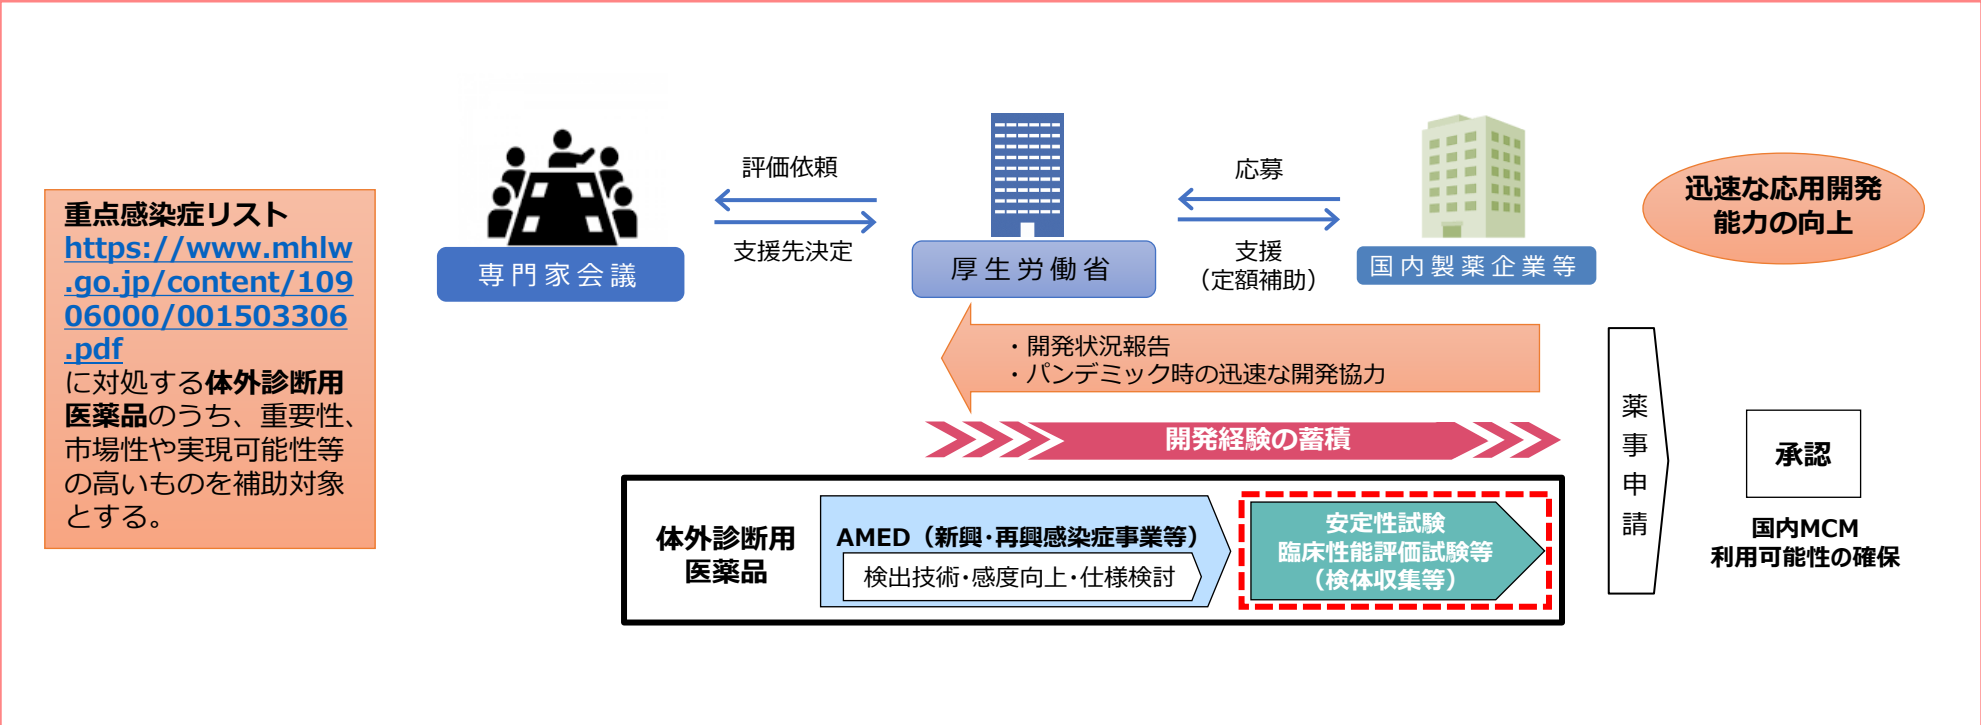 重点感染症リスト
https://www.mhlw
.go.jp/content/109
06000/001503306
.pdf
に対処する体外診断用
医薬品のうち、重要性、
市場性や実現可能性等
の高いものを補助対象
とする。
専門家会議
評価依頼
支援先決定
厚生労働省
応募
支援
（定額補助）
国内製薬企業等
迅速な応用開発
能力の向上
・開発状況報告
・パンデミック時の迅速な開発協力
開発経験の蓄積
体外診断用
医薬品
AMED（新興･再興感染症事業等）
検出技術･感度向上･仕様検討
安定性試験
臨床性能評価試験等
（検体収集等）
薬事申請
承認
国内MCM
利用可能性の確保